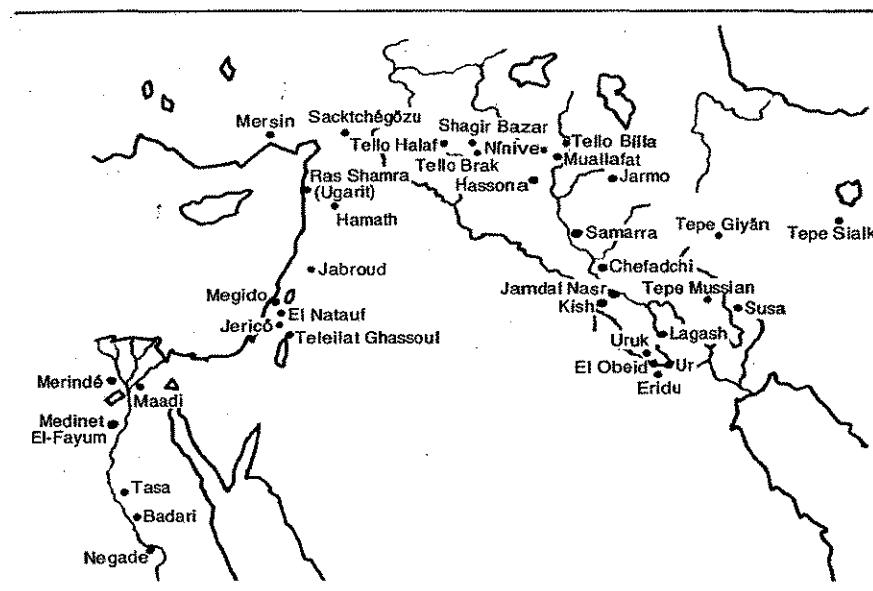 Mersin
Sacktchégözu
Shagir Bazar
Tello Halaf
Nínive
Tello Billa
Tello Brak
Muallafat
Hassona
Jarmo
Ras Shamra
(Ugarit)
Hamath
Samarra
Tepe Giyãn
Tepe Sialk
Jabroud
Chefadchi
Megido
Jamdal Nasr
Tepe Mussian
Kish
Susa
El Natauf
Jericó
Teleilat Ghassoul
Lagash
Uruk
El Obeid
Ur
Eridu
Merindé
Maadi
Medinet
El-Fayum
Tasa
Badari
Negade